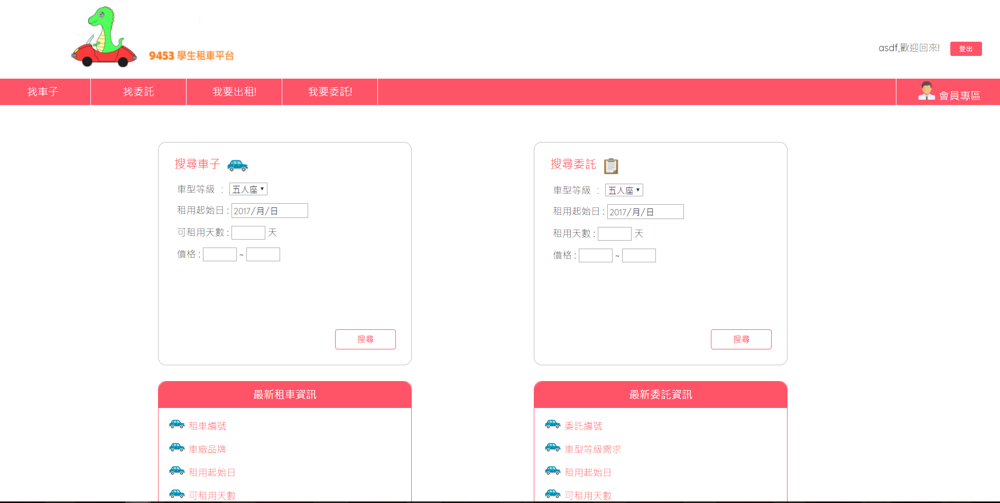 9453 學生租車平台
asdf,歡迎回來!
登出
找車子
找委託
我要出租!
我要委託!
會員專區
搜尋車子
車型等級 : 五人座
租用起始日 : 2017/月/日
可租用天數 : 天
價格 : ~
搜尋
搜尋委託
車型等級 : 五人座
租用起始日 : 2017/月/日
租用天數 : 天
價格 : ~
搜尋
最新租車資訊
租車編號
車廠品牌
租用起始日
可租用天數
最新委託資訊
委託編號
車型等級需求
租用起始日
可租用天數